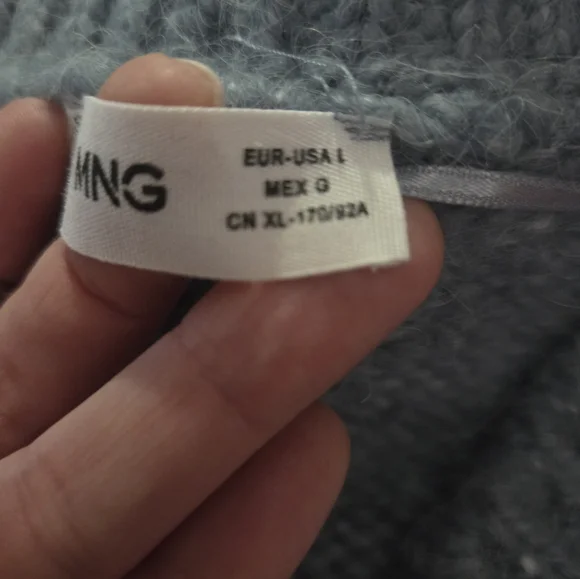 MNG
EUR-USA L
MEX G
CN XL-170/92A